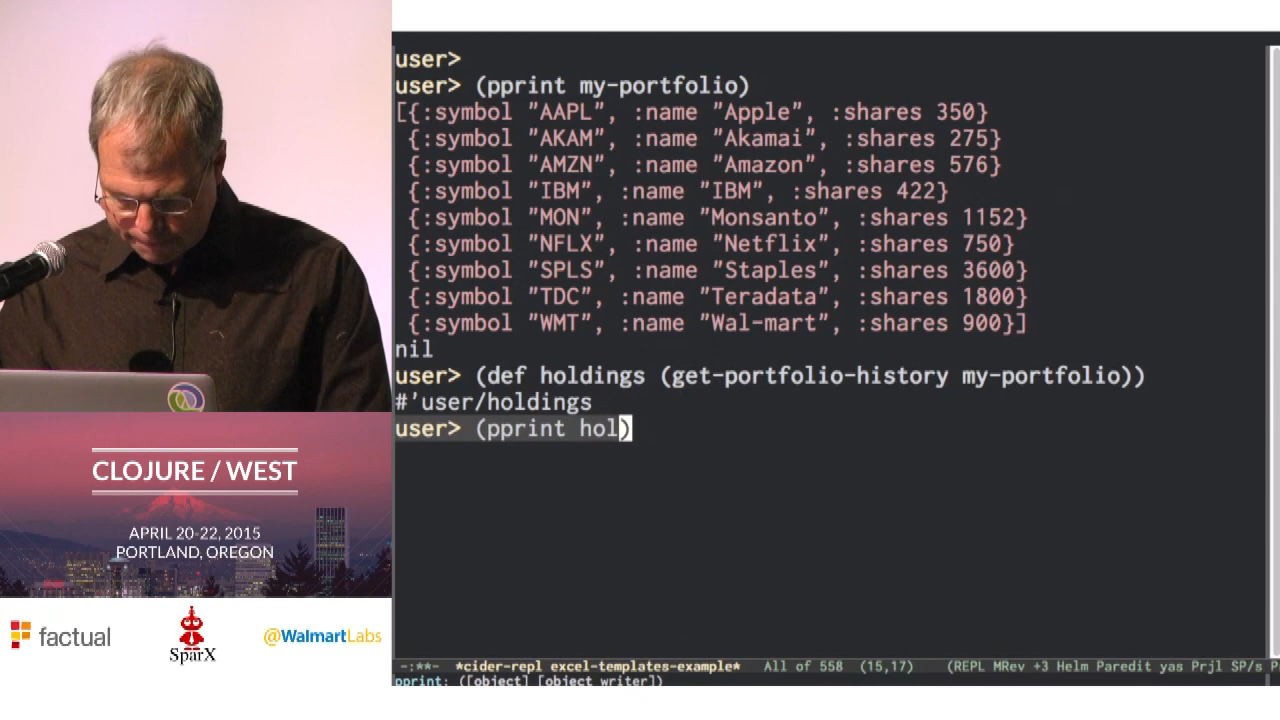 user>
user> (pprint my-portfolio)
[{:symbol "AAPL", :name "Apple", :shares 350}
{:symbol "AKAM", :name "Akamai", :shares 275}
{:symbol "AMZN", :name "Amazon", :shares 576}
{:symbol "IBM", :name "IBM", :shares 422}
{:symbol "MON", :name "Monsanto", :shares 1152}
{:symbol "NFLX", :name "Netflix", :shares 750}
{:symbol "SPLS", :name "Staples", :shares 3600}
{:symbol "TDC", :name "Teradata", :shares 1800}
{:symbol "WMT", :name "Wal-mart", :shares 900}]
nil
user> (def holdings (get-portfolio-history my-portfolio))
#'user/holdings
user> (pprint hol)
-:**- *cider-repl excel-templates-example* All of 558 (15,17) (REPL MRev +3 Helm Paredit yas Prjl SP/s
pprint: ([object] [object writer])
CLOJURE / WEST
APRIL 20-22, 2015
PORTLAND, OREGON
factual
SparX
@WalmartLabs